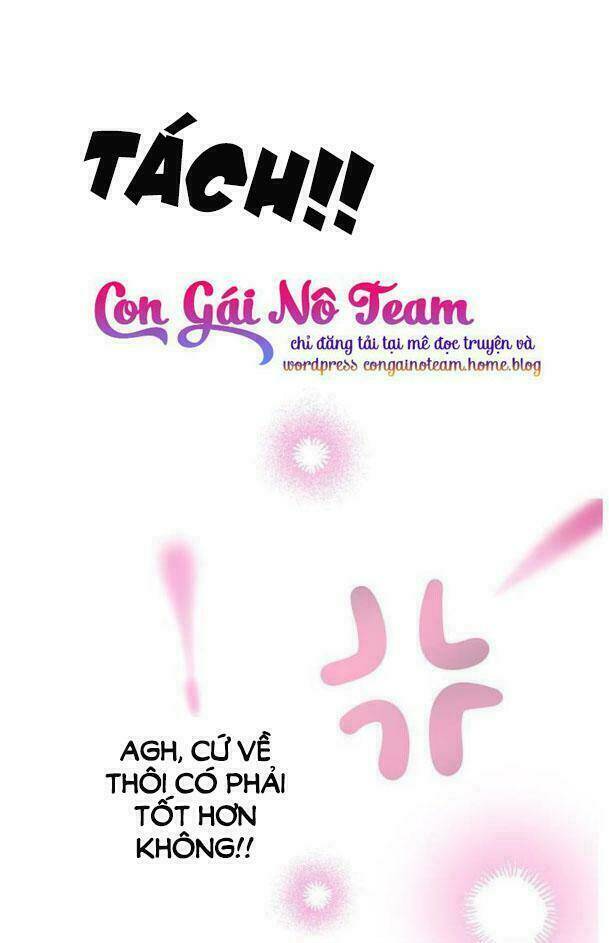 TÁCH!!
Con Gái Nô Team
chỉ đăng tải tại mê đọc truyện và
wordpress congainoteam.home.blog
AGH, CỨ VỀ
THÔI CÓ PHẢI
TỐT HƠN
KHÔNG!!